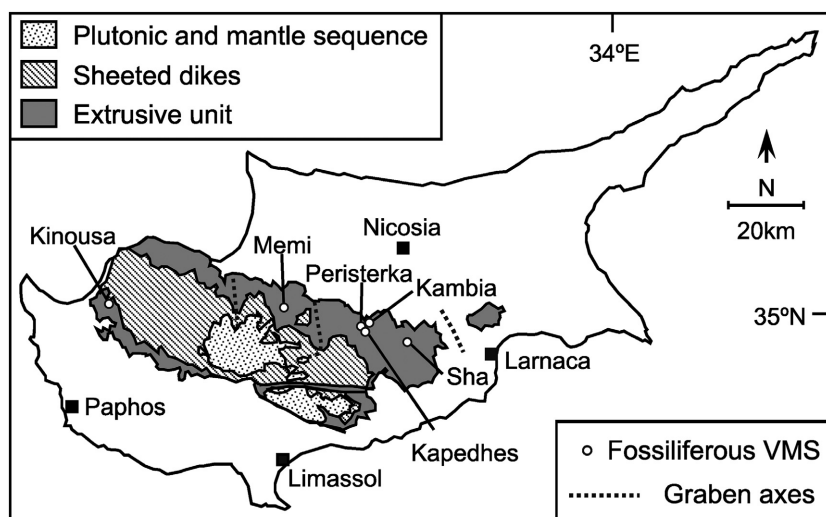 Plutonic and mantle sequence
Sheeted dikes
Extrusive unit
34ºE
N
20km
Nicosia
Kinousa
Memi
Peristerka
Kambia
35ºN
Larnaca
Sha
Paphos
Kapedhes
Limassol
Fossiliferous VMS
Graben axes